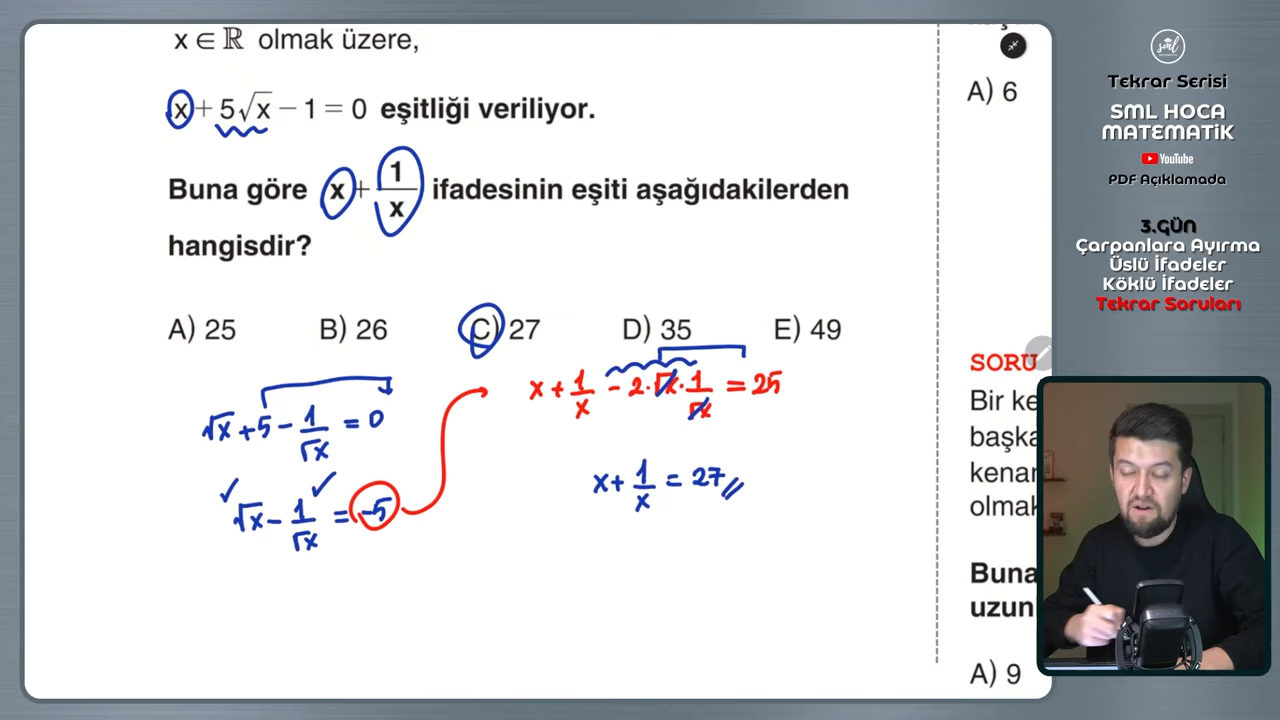 x ∈ ℝ olmak üzere,
x + 5√x − 1 = 0 eşitliği veriliyor.
Buna göre x + 1/x ifadesinin eşiti aşağıdakilerden
hangisdir?
A) 25 B) 26 C) 27 D) 35 E) 49
√x + 5 − 1/√x = 0
√x − 1/√x = −5
x + 1/x − 2·√x·1/√x = 25
x + 1/x = 27
A) 6
SORU
Bir ke
başka
kenar
olmak
Buna
uzun
A) 9
sml
Tekrar Serisi
SML HOCA
MATEMATİK
YouTube
PDF Açıklamada
3.GÜN
Çarpanlara Ayırma
Üslü İfadeler
Köklü İfadeler
Tekrar Soruları